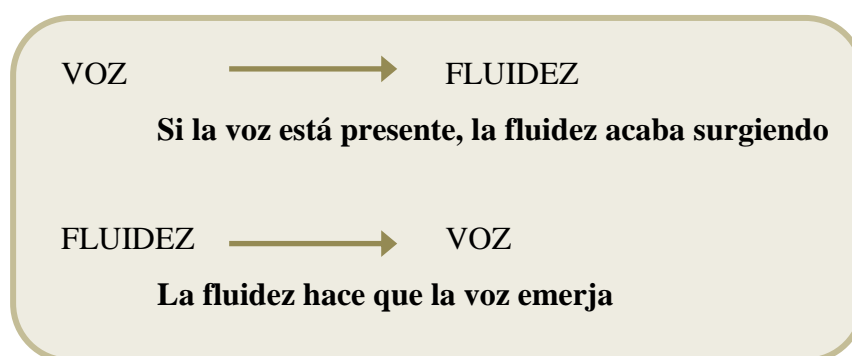 VOZ FLUIDEZ
Si la voz está presente, la fluidez acaba surgiendo
FLUIDEZ VOZ
La fluidez hace que la voz emerja